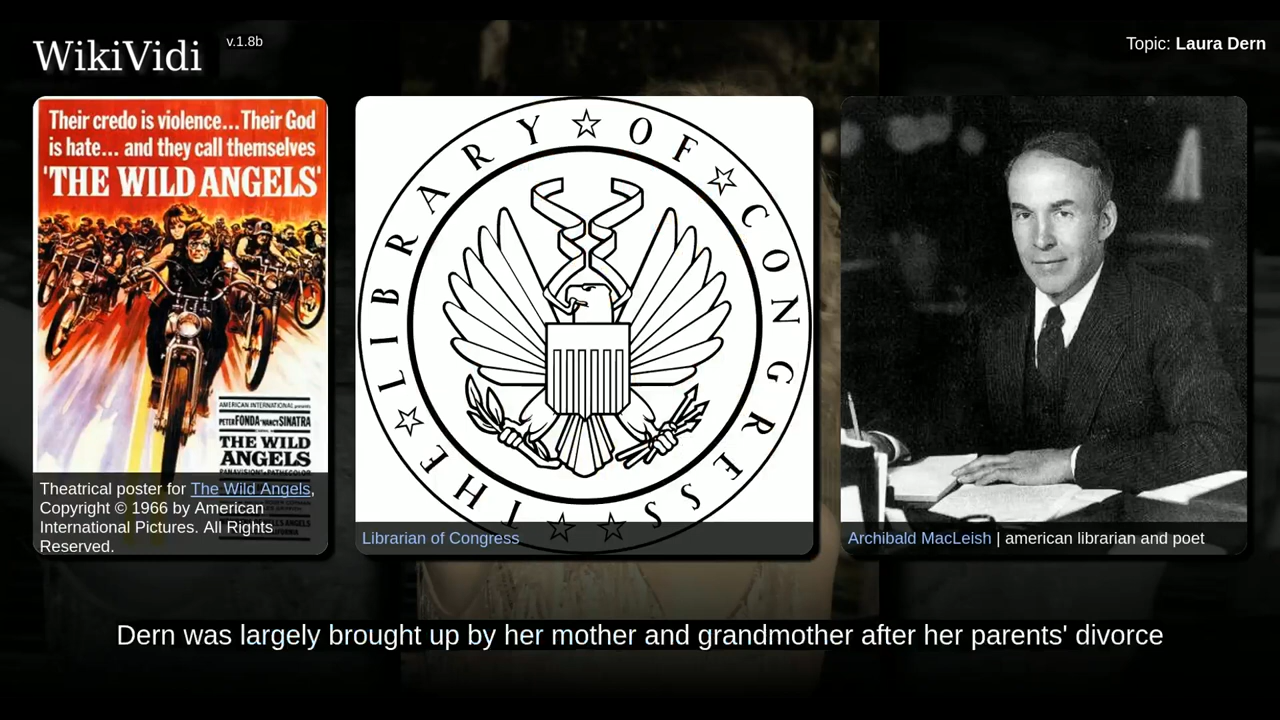 WikiVidi
v.1.8b
Topic: Laura Dern
Their credo is violence...Their God
is hate... and they call themselves
'THE WILD ANGELS'
AMERICAN INTERNATIONAL presents
PETER FONDA · NANCY SINATRA
THE WILD
ANGELS
PANAVISION® · PATHECOLOR
Theatrical poster for The Wild Angels,
Copyright © 1966 by American
International Pictures. All Rights
Reserved.
THE LIBRARY OF CONGRESS
Librarian of Congress
Archibald MacLeish | american librarian and poet
Dern was largely brought up by her mother and grandmother after her parents' divorce